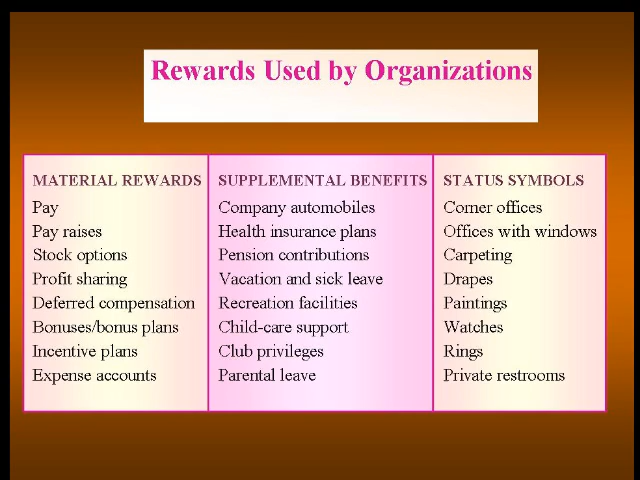 Rewards Used by Organizations
MATERIAL REWARDS
Pay
Pay raises
Stock options
Profit sharing
Deferred compensation
Bonuses/bonus plans
Incentive plans
Expense accounts
SUPPLEMENTAL BENEFITS
Company automobiles
Health insurance plans
Pension contributions
Vacation and sick leave
Recreation facilities
Child-care support
Club privileges
Parental leave
STATUS SYMBOLS
Corner offices
Offices with windows
Carpeting
Drapes
Paintings
Watches
Rings
Private restrooms